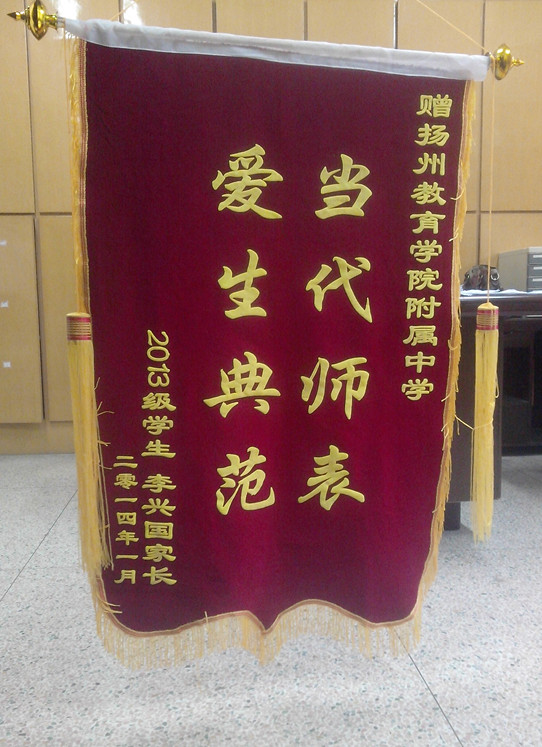 赠扬州教育学院附属中学
当代师表
爱生典范
2013级学生 李兴国家长
二零一四年一月